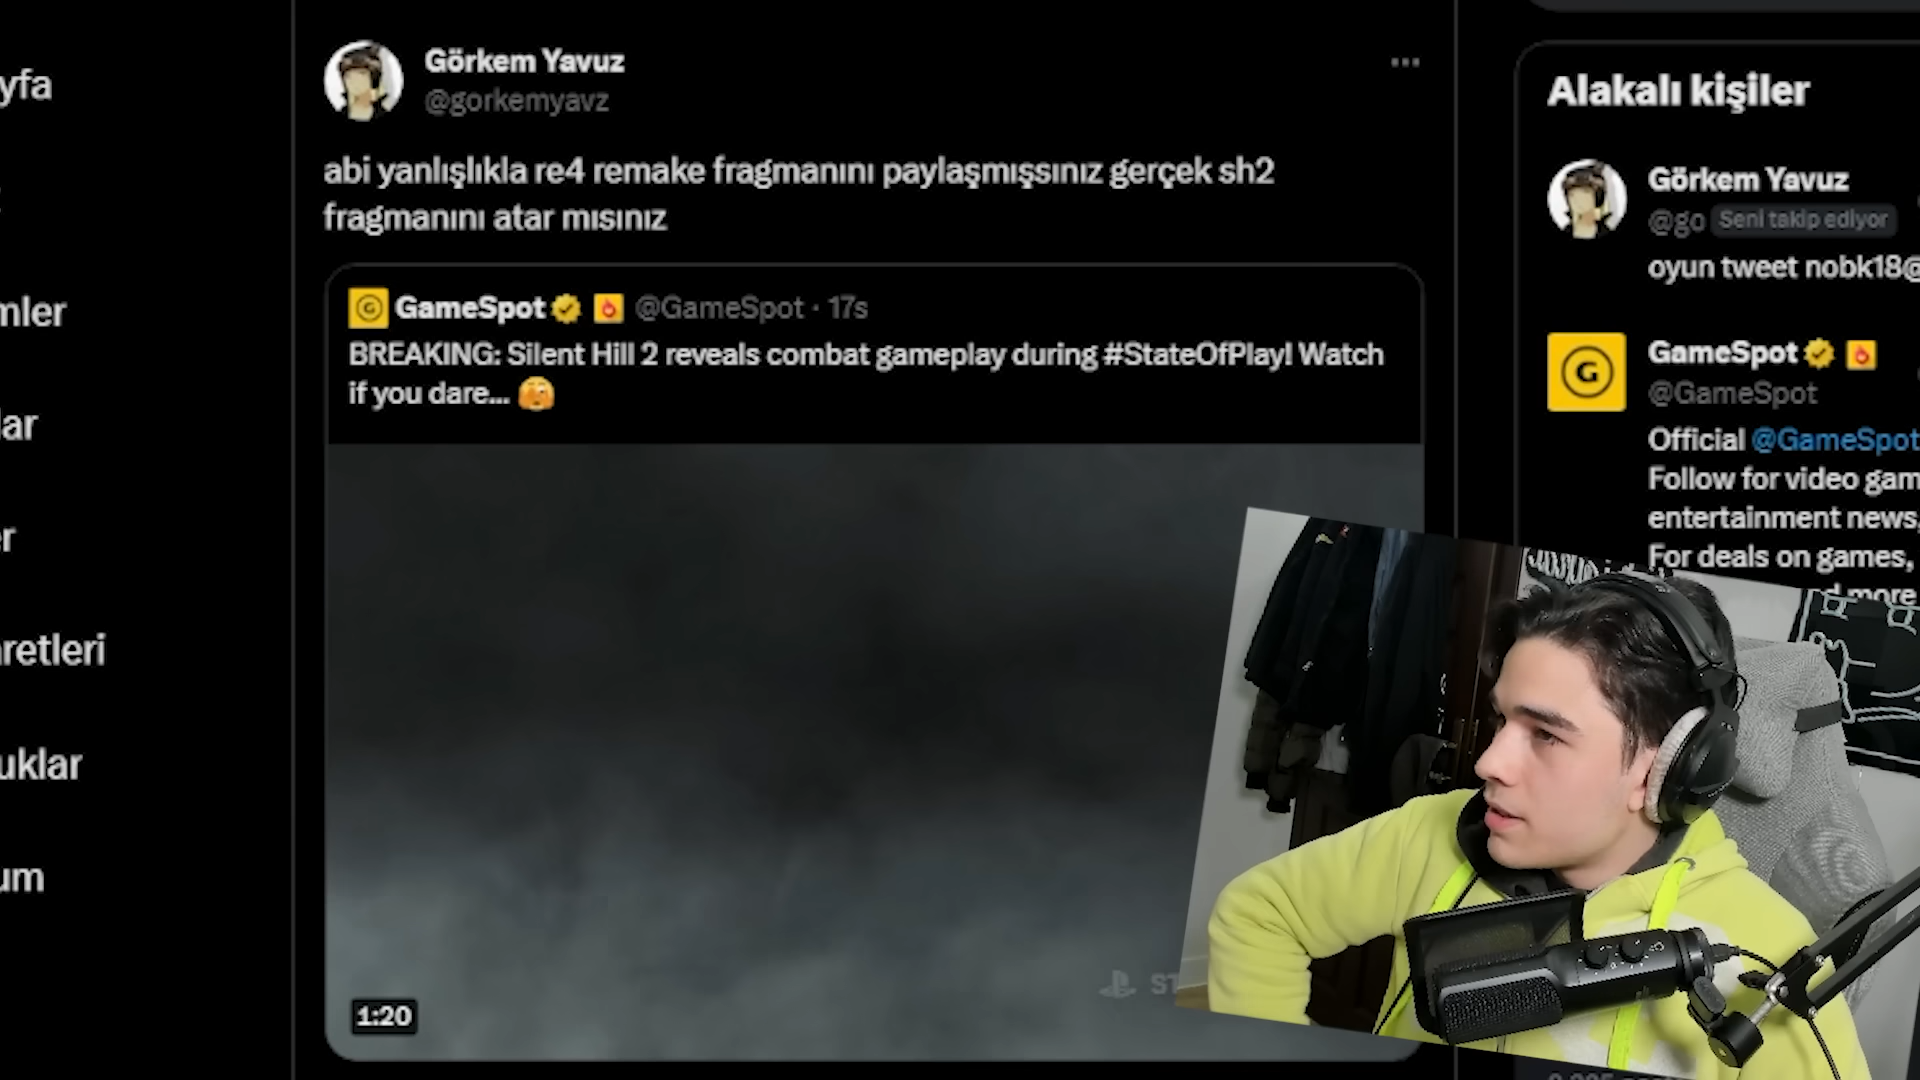 yfa
mler
lar
er
aretleri
uklar
um
Görkem Yavuz
@gorkemyavz
abi yanlışlıkla re4 remake fragmanını paylaşmışsınız gerçek sh2
fragmanını atar mısınız
GameSpot @GameSpot · 17s
BREAKING: Silent Hill 2 reveals combat gameplay during #StateOfPlay! Watch
if you dare...
1:20
ST
Alakalı kişiler
Görkem Yavuz
@go Seni takip ediyor
oyun tweet nobk18@
GameSpot
@GameSpot
Official @GameSpot
Follow for video gam
entertainment news,
For deals on games,
d more